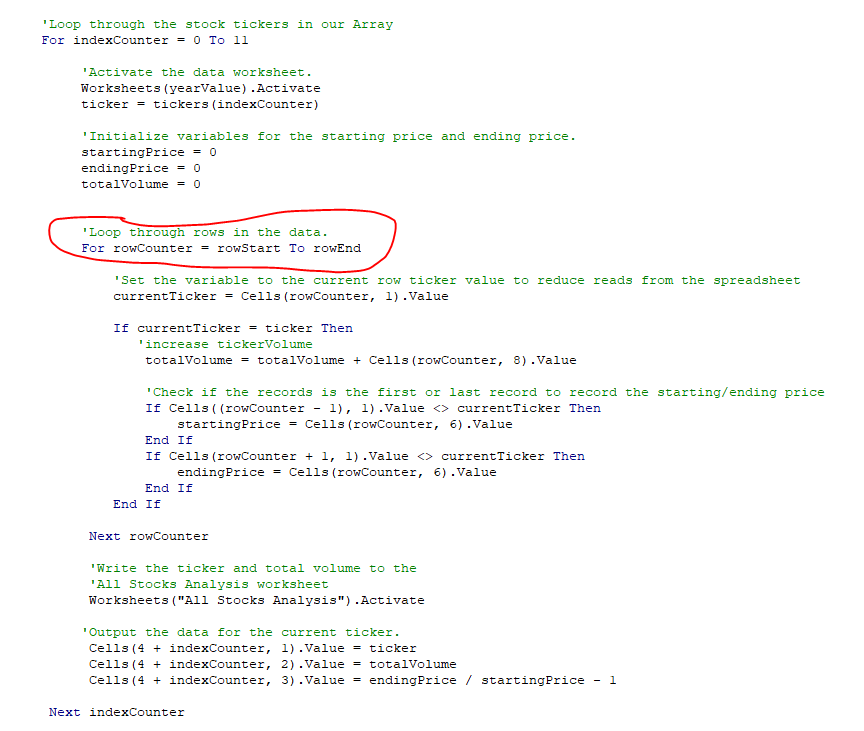 'Loop through the stock tickers in our Array
For indexCounter = 0 To 11
'Activate the data worksheet.
Worksheets(yearValue).Activate
ticker = tickers(indexCounter)
'Initialize variables for the starting price and ending price.
startingPrice = 0
endingPrice = 0
totalVolume = 0
'Loop through rows in the data.
For rowCounter = rowStart To rowEnd
'Set the variable to the current row ticker value to reduce reads from the spreadsheet
currentTicker = Cells(rowCounter, 1).Value
If currentTicker = ticker Then
'increase tickerVolume
totalVolume = totalVolume + Cells(rowCounter, 8).Value
'Check if the records is the first or last record to record the starting/ending price
If Cells((rowCounter - 1), 1).Value <> currentTicker Then
startingPrice = Cells(rowCounter, 6).Value
End If
If Cells(rowCounter + 1, 1).Value <> currentTicker Then
endingPrice = Cells(rowCounter, 6).Value
End If
End If
Next rowCounter
'Write the ticker and total volume to the
'All Stocks Analysis worksheet
Worksheets("All Stocks Analysis").Activate
'Output the data for the current ticker.
Cells(4 + indexCounter, 1).Value = ticker
Cells(4 + indexCounter, 2).Value = totalVolume
Cells(4 + indexCounter, 3).Value = endingPrice / startingPrice - 1
Next indexCounter